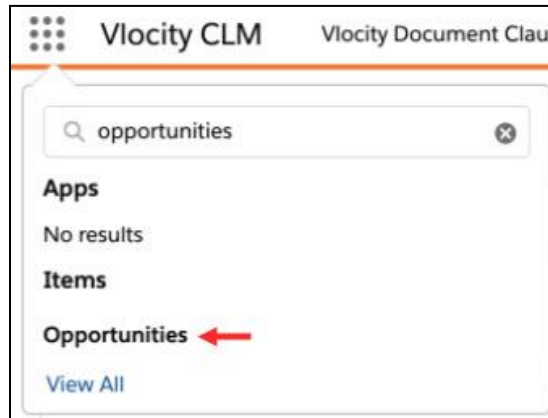 Vlocity CLM Vlocity Document Clau
opportunities
Apps
No results
Items
Opportunities
View All